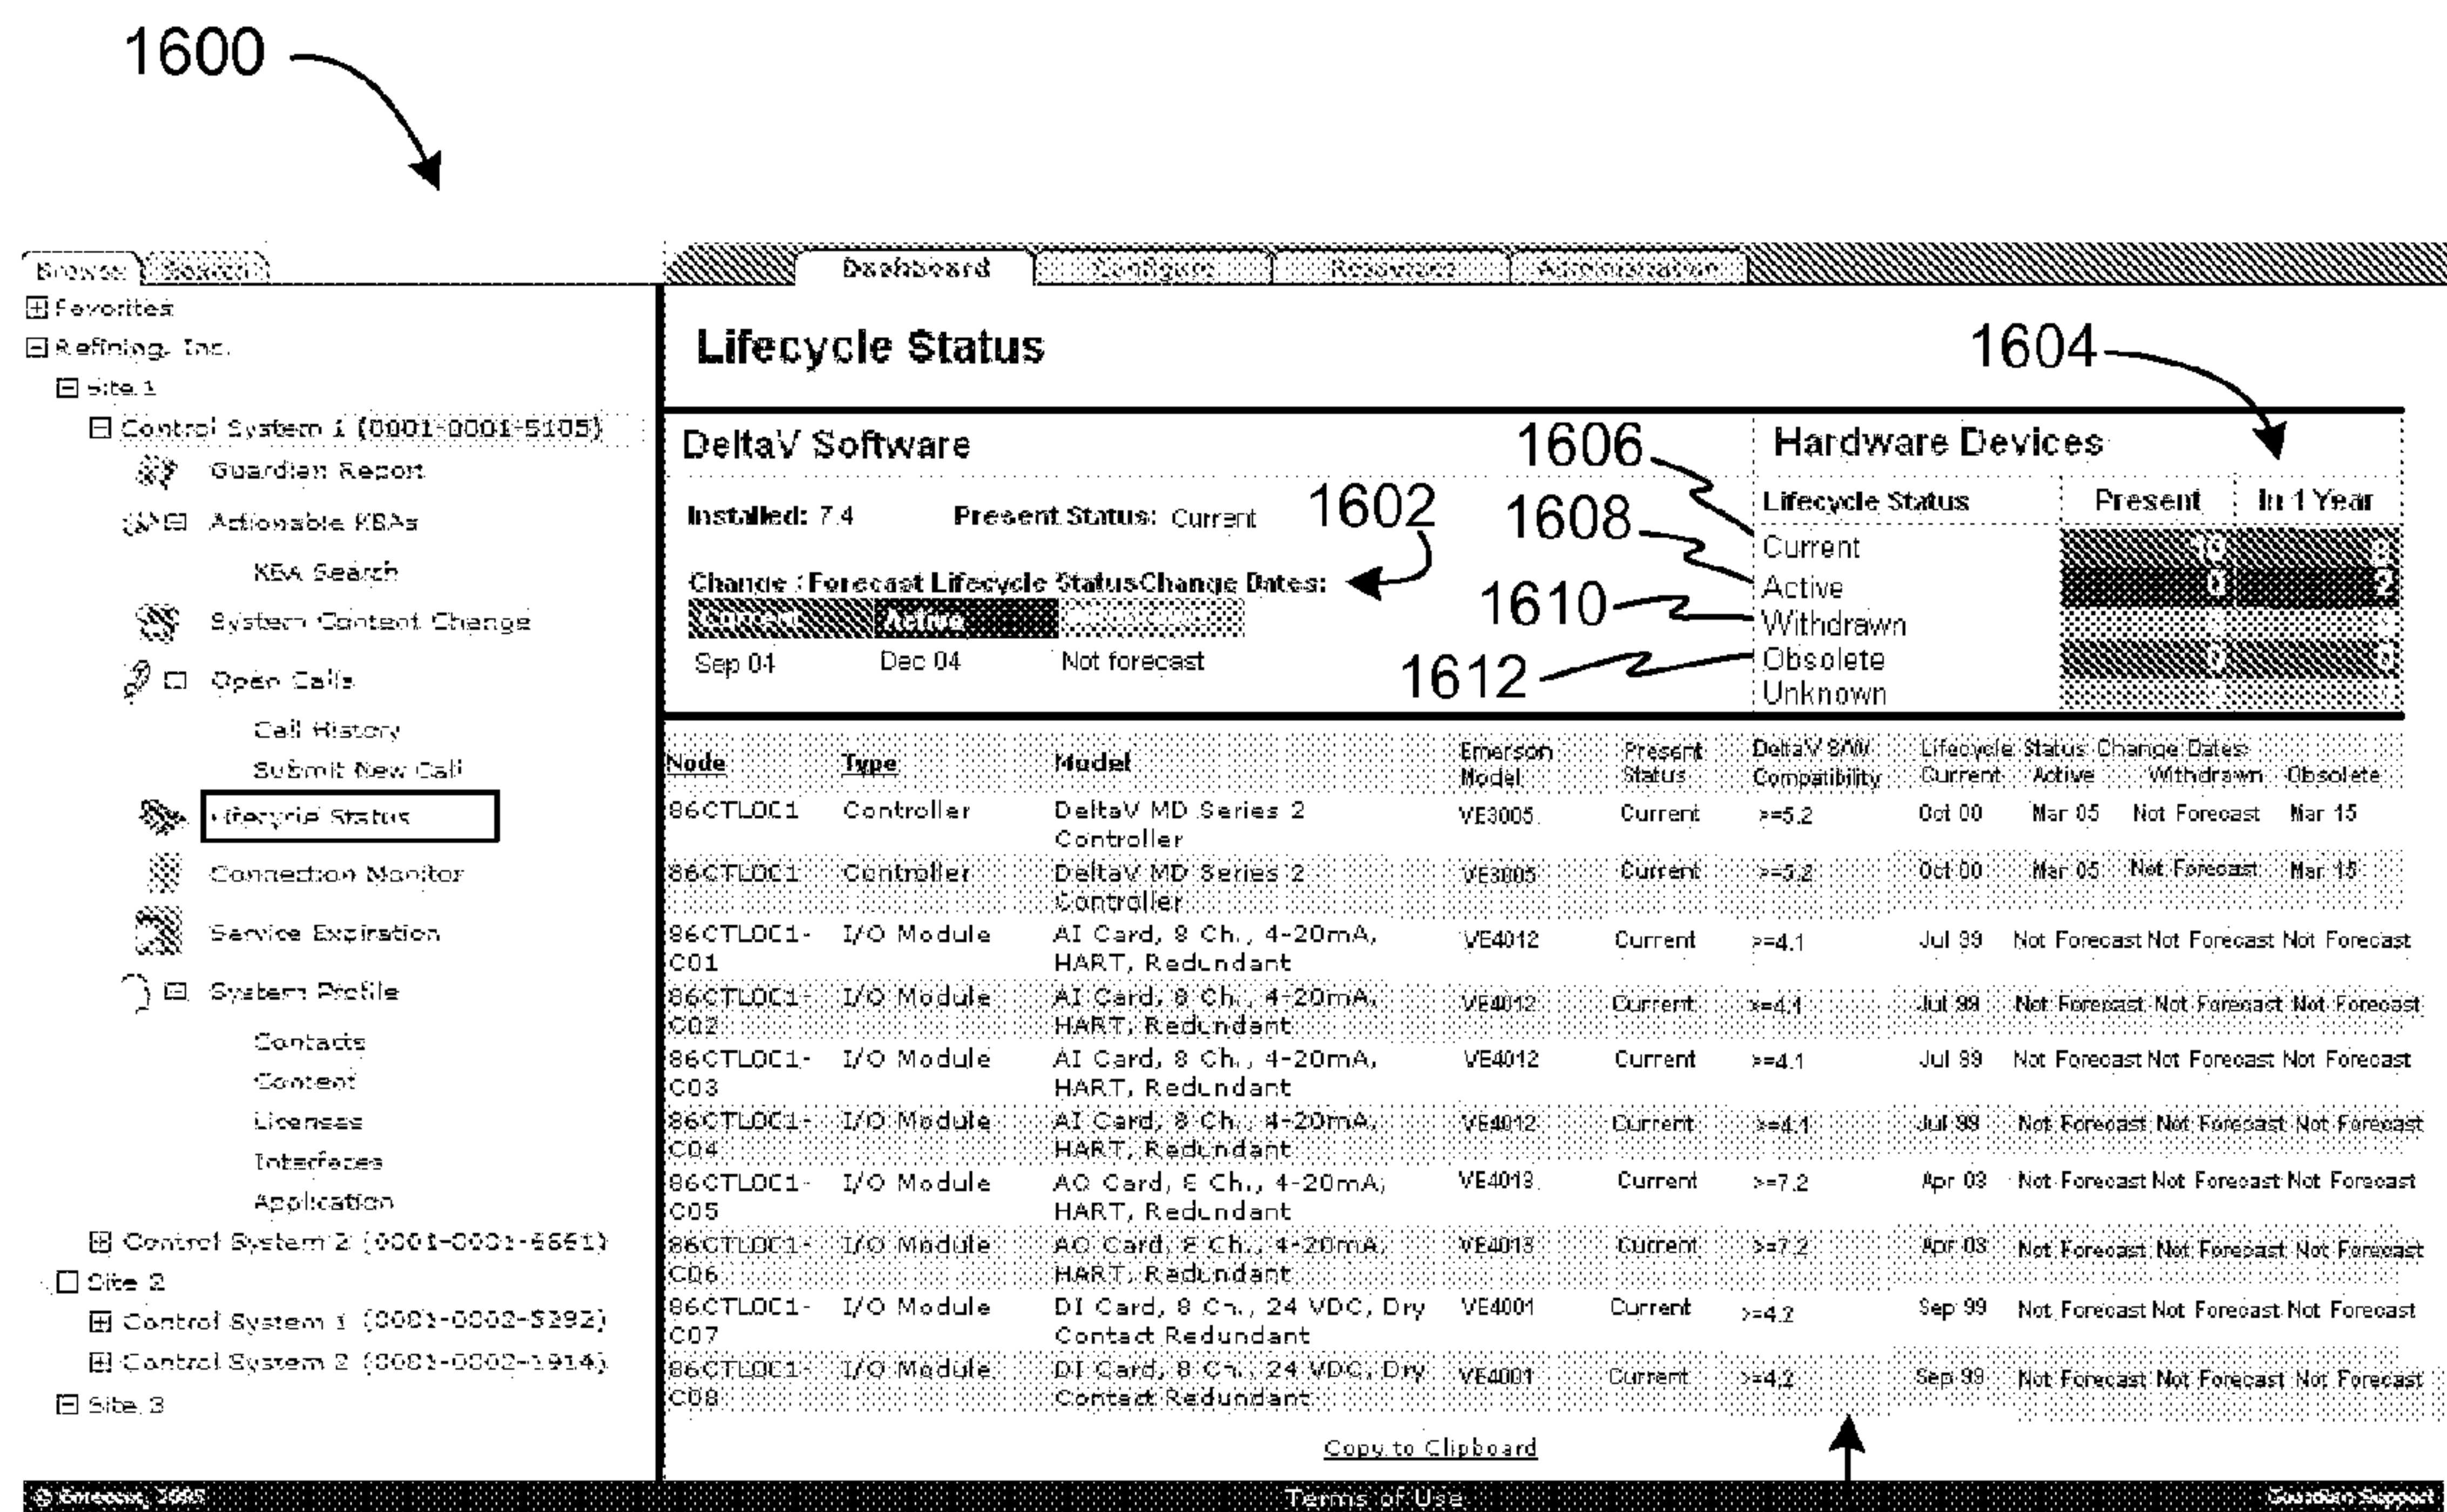 1600
Browse Search
Dashboard Configure Resources Administration
Favorites
Refining, Inc.
Site 1
Control System 1 (0001-0001-5105)
Guardian Report
Actionable KBAs
KBA Search
System Content Change
Open Calls
Call History
Submit New Call
Lifecycle Status
Connection Monitor
Service Expiration
System Profile
Contacts
Content
Licenses
Interfaces
Application
Control System 2 (0001-0001-6661)
Site 2
Control System 1 (0001-0002-5292)
Control System 2 (0001-0002-1914)
Site 3
Lifecycle Status
1604
DeltaV Software
1606
Hardware Devices
Installed: 7.4 Present Status: Current
1602
1608
Lifecycle Status Present In 1 Year
Current 10 8
Change / Forecast Lifecycle Status Change Dates:
Active 0 2
Current Active
1610
Withdrawn
Sep 04 Dec 04 Not forecast
1612
Obsolete 0 0
Unknown
Node Type Model Emerson Model Present Status DeltaV S/W Compatibility Lifecycle Status Change Dates:
Current Active Withdrawn Obsolete
86CTLOC1 Controller DeltaV MD Series 2 VE3005 Current >=5.2 Oct 00 Mar 05 Not Forecast Mar 15
Controller
86CTLOC1 Controller DeltaV MD Series 2 VE3005 Current >=5.2 Oct 00 Mar 05 Not Forecast Mar 15
Controller
86CTLOC1- I/O Module AI Card, 8 Ch., 4-20mA, VE4012 Current >=4.1 Jul 99 Not Forecast Not Forecast Not Forecast
C01 HART, Redundant
86CTLOC1- I/O Module AI Card, 8 Ch., 4-20mA, VE4012 Current >=4.1 Jul 99 Not Forecast Not Forecast Not Forecast
C02 HART, Redundant
86CTLOC1- I/O Module AI Card, 8 Ch., 4-20mA, VE4012 Current >=4.1 Jul 99 Not Forecast Not Forecast Not Forecast
C03 HART, Redundant
86CTLOC1- I/O Module AI Card, 8 Ch., 4-20mA, VE4012 Current >=4.1 Jul 99 Not Forecast Not Forecast Not Forecast
C04 HART, Redundant
86CTLOC1- I/O Module AO Card, 8 Ch., 4-20mA, VE4013 Current >=7.2 Apr 03 Not Forecast Not Forecast Not Forecast
C05 HART, Redundant
86CTLOC1- I/O Module AO Card, 8 Ch., 4-20mA, VE4013 Current >=7.2 Apr 03 Not Forecast Not Forecast Not Forecast
C06 HART, Redundant
86CTLOC1- I/O Module DI Card, 8 Ch., 24 VDC, Dry VE4001 Current >=4.2 Sep 99 Not Forecast Not Forecast Not Forecast
C07 Contact Redundant
86CTLOC1- I/O Module DI Card, 8 Ch., 24 VDC, Dry VE4001 Current >=4.2 Sep 99 Not Forecast Not Forecast Not Forecast
C08 Contact Redundant
Copy to Clipboard
© Emerson, 2005 Terms of Use Guardian Support